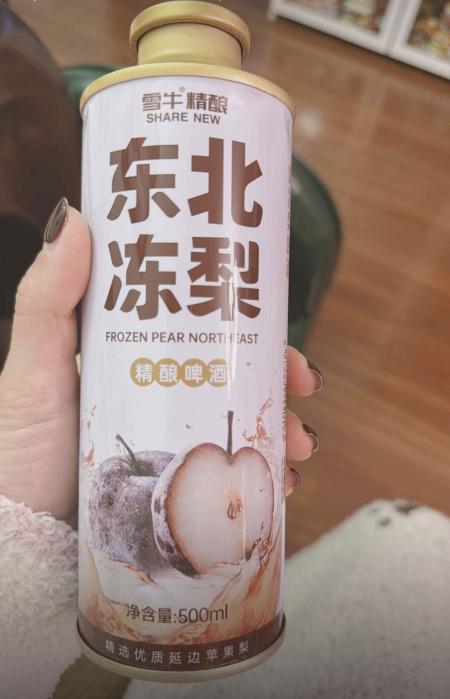 雪牛®精酿
SHARE NEW
东北
冻梨
FROZEN PEAR NORTHEAST
精酿啤酒
净含量:500ml
精选优质延边苹果梨